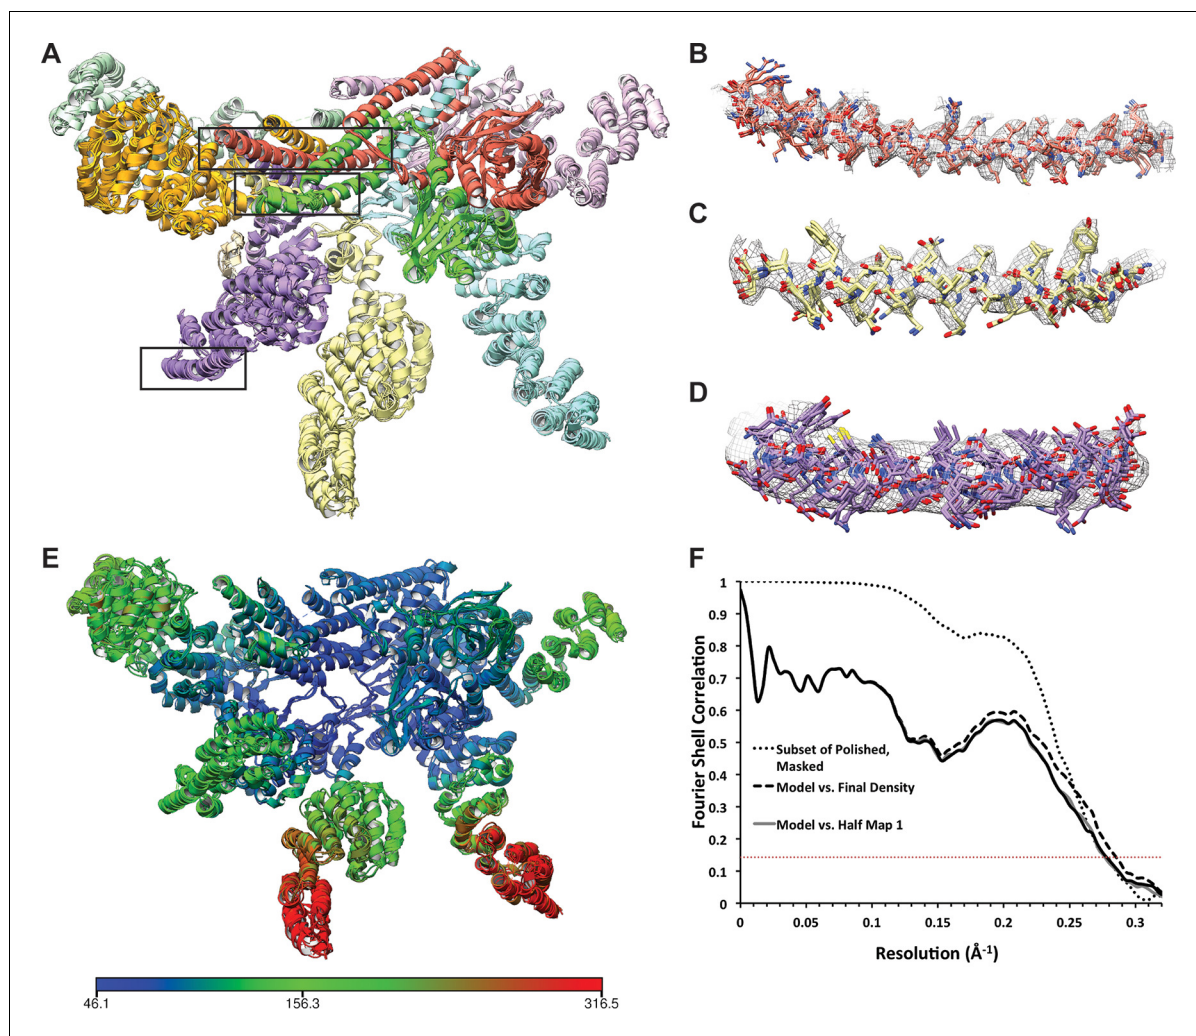 A
B
C
D
E
46.1
156.3
316.5
F
1
0.9
0.8
0.7
0.6
0.5
0.4
0.3
0.2
0.1
0
Fourier Shell Correlation
Subset of Polished,
Masked
Model vs. Final Density
Model vs. Half Map 1
0
0.05
0.1
0.15
0.2
0.25
0.3
Resolution (Å-1)